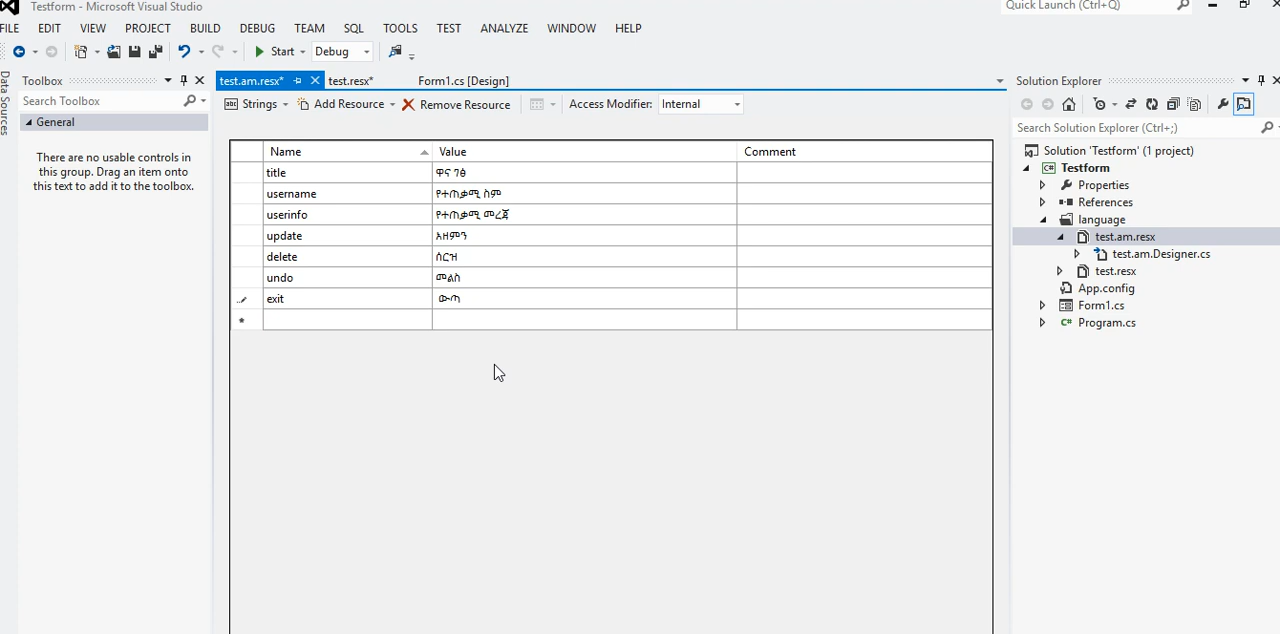 Testform - Microsoft Visual Studio
Quick Launch (Ctrl+Q)
FILE EDIT VIEW PROJECT BUILD DEBUG TEAM SQL TOOLS TEST ANALYZE WINDOW HELP
Start Debug
Data Sources
Toolbox
Search Toolbox
General
There are no usable controls in
this group. Drag an item onto
this text to add it to the toolbox.
test.am.resx* test.resx* Form1.cs [Design]
Strings Add Resource Remove Resource Access Modifier: Internal
Name Value Comment
title ዋና ገፅ
username የተጠቃሚ ስም
userinfo የተጠቃሚ መረጃ
update አዘምን
delete ሰርዝ
undo መልስ
exit ውጣ
*
Solution Explorer
Search Solution Explorer (Ctrl+;)
Solution 'Testform' (1 project)
Testform
Properties
References
language
test.am.resx
test.am.Designer.cs
test.resx
App.config
Form1.cs
Program.cs